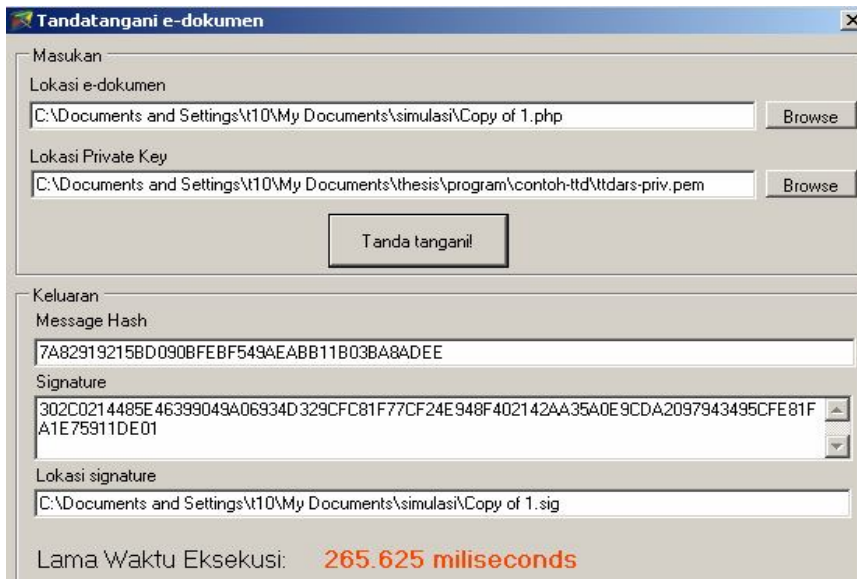 Tandatangani e-dokumen
Masukan
Lokasi e-dokumen
C:\Documents and Settings\t10\My Documents\simulasi\Copy of 1.php
Browse
Lokasi Private Key
C:\Documents and Settings\t10\My Documents\thesis\program\contoh-ttd\ttdars-priv.pem
Browse
Tanda tangani!
Keluaran
Message Hash
7A82919215BD090BFEBF549AEABB11B03BA8ADEE
Signature
302C0214485E46399049A06934D329CFC81F77CF24E948F402142AA35A0E9CDA2097943495CFE81F
A1E75911DE01
Lokasi signature
C:\Documents and Settings\t10\My Documents\simulasi\Copy of 1.sig
Lama Waktu Eksekusi: 265.625 miliseconds